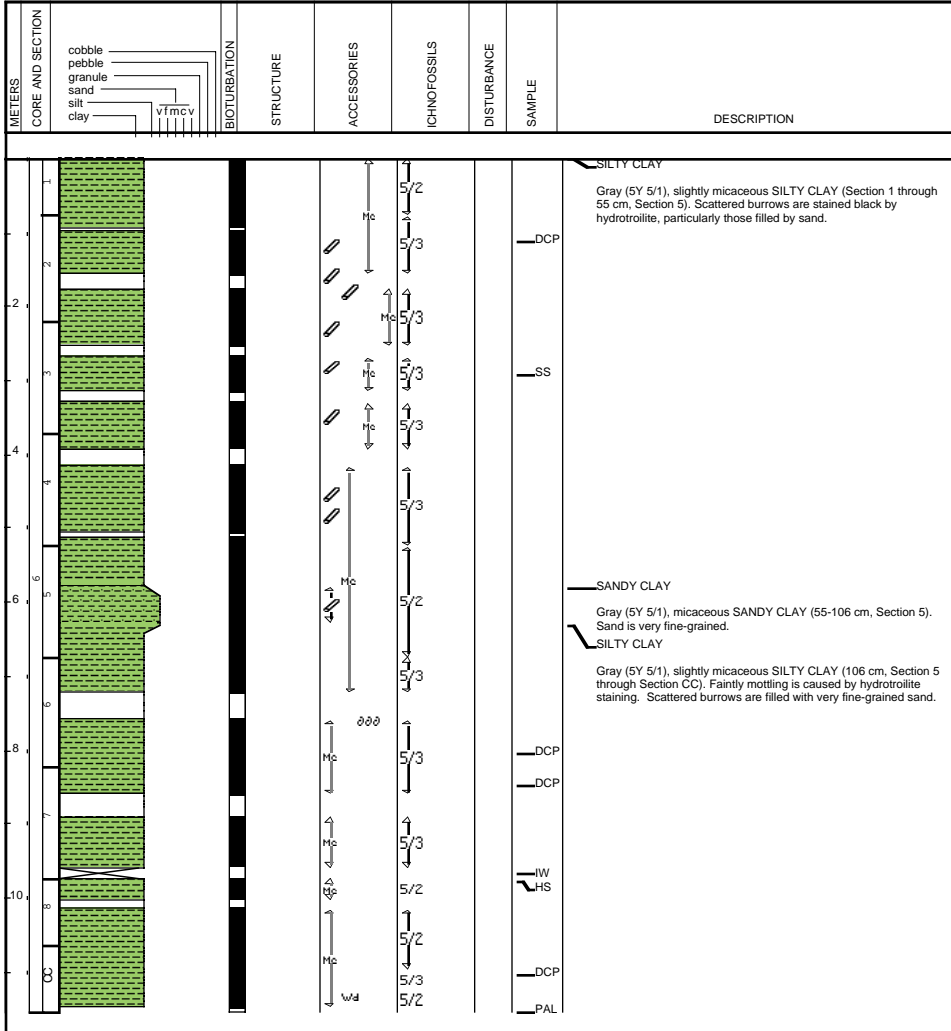 METERS
CORE AND SECTION
cobble
pebble
granule
sand
silt
clay
vfmcv
BIOTURBATION
STRUCTURE
ACCESSORIES
ICHNOFOSSILS
DISTURBANCE
SAMPLE
DESCRIPTION
SILTY CLAY
Gray (5Y 5/1), slightly micaceous SILTY CLAY (Section 1 through
55 cm, Section 5). Scattered burrows are stained black by
hydrotroilite, particularly those filled by sand.
1
5/2
Mc
5/3
DCP
2
2
Mc
5/3
3
Mc
5/3
SS
Mc
5/3
4
4
5/3
Mc
6
SANDY CLAY
6
5
5/2
Gray (5Y 5/1), micaceous SANDY CLAY (55-106 cm, Section 5).
Sand is very fine-grained.
SILTY CLAY
5/3
Gray (5Y 5/1), slightly micaceous SILTY CLAY (106 cm, Section 5
through Section CC). Faintly mottling is caused by hydrotroilite
staining. Scattered burrows are filled with very fine-grained sand.
6
8
Mc
5/3
DCP
DCP
7
Mc
5/3
IW
Mc
5/2
HS
10
8
5/2
Mc
CC
5/3
DCP
Wd
5/2
PAL